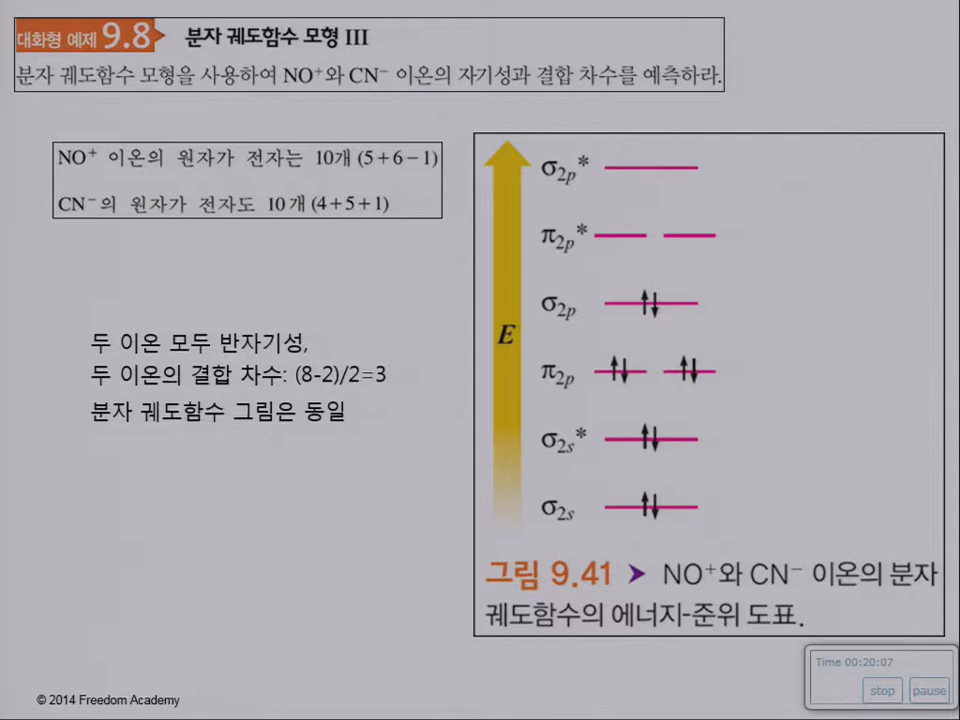 대화형 예제 9.8 분자 궤도함수 모형 III
분자 궤도함수 모형을 사용하여 NO⁺와 CN⁻ 이온의 자기성과 결합 차수를 예측하라.
NO⁺ 이온의 원자가 전자는 10개 (5+6−1)
CN⁻의 원자가 전자도 10개 (4+5+1)
두 이온 모두 반자기성,
두 이온의 결합 차수: (8-2)/2=3
분자 궤도함수 그림은 동일
E
σ₂ₚ*
π₂ₚ*
σ₂ₚ
π₂ₚ
σ₂ₛ*
σ₂ₛ
그림 9.41 NO⁺와 CN⁻ 이온의 분자
궤도함수의 에너지-준위 도표.
Time 00:20:07
stop pause
© 2014 Freedom Academy